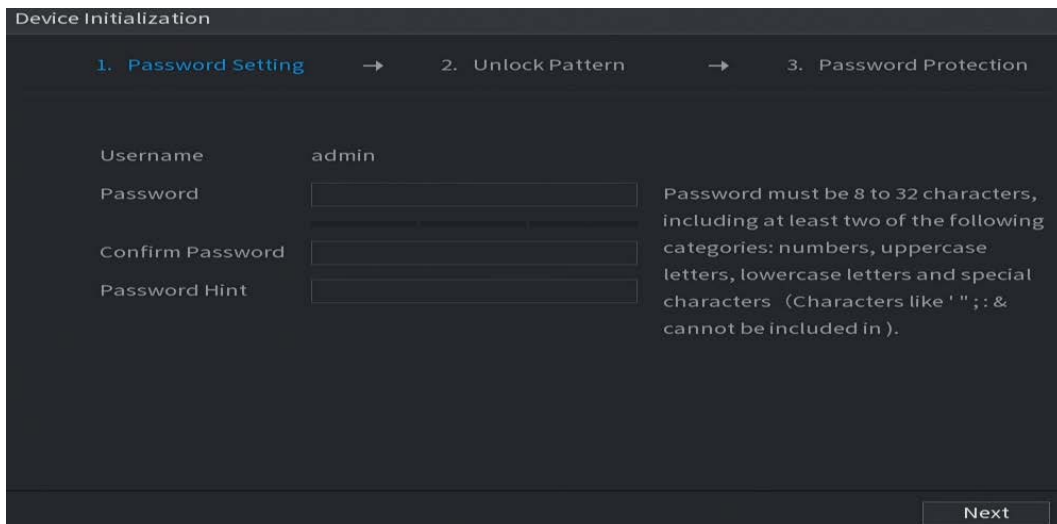 Device Initialization
1. Password Setting → 2. Unlock Pattern → 3. Password Protection
Username admin
Password
Confirm Password
Password Hint
Password must be 8 to 32 characters,
including at least two of the following
categories: numbers, uppercase
letters, lowercase letters and special
characters (Characters like ' " ; : &
cannot be included in ).
Next